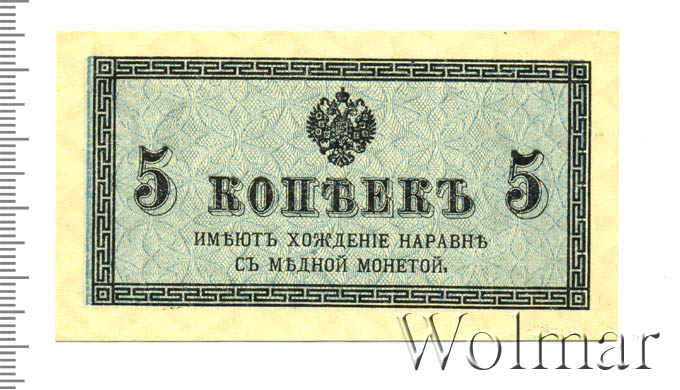 5 КОПѢЕКЪ 5
ИМѢЮТЪ ХОЖДЕНІЕ НАРАВНѢ
СЪ МѢДНОЙ МОНЕТОЙ.
Wolmar